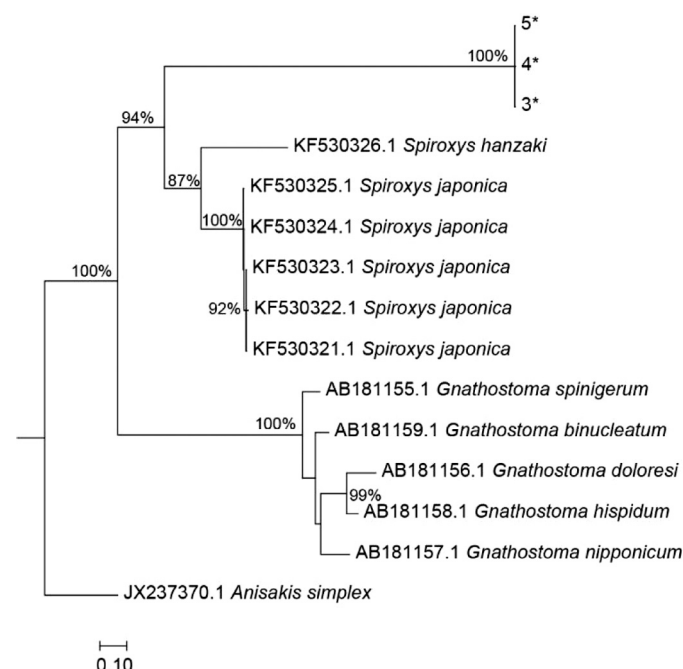 5*
100%
4*
3*
94%
KF530326.1 Spiroxys hanzaki
87%
KF530325.1 Spiroxys japonica
100%
KF530324.1 Spiroxys japonica
100%
KF530323.1 Spiroxys japonica
92%
KF530322.1 Spiroxys japonica
KF530321.1 Spiroxys japonica
AB181155.1 Gnathostoma spinigerum
100%
AB181159.1 Gnathostoma binucleatum
AB181156.1 Gnathostoma doloresi
99%
AB181158.1 Gnathostoma hispidum
AB181157.1 Gnathostoma nipponicum
JX237370.1 Anisakis simplex
0.10